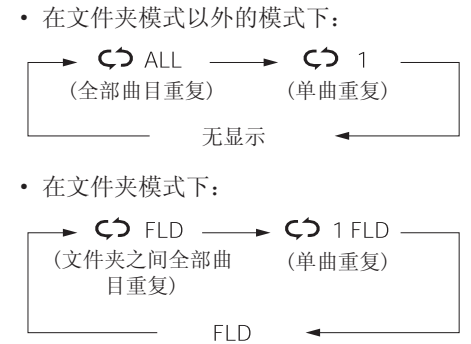 • 在文件夹模式以外的模式下：
ALL 1
(全部曲目重复) (单曲重复)
无显示
• 在文件夹模式下：
FLD 1 FLD
(文件夹之间全部曲 (单曲重复)
目重复)
FLD